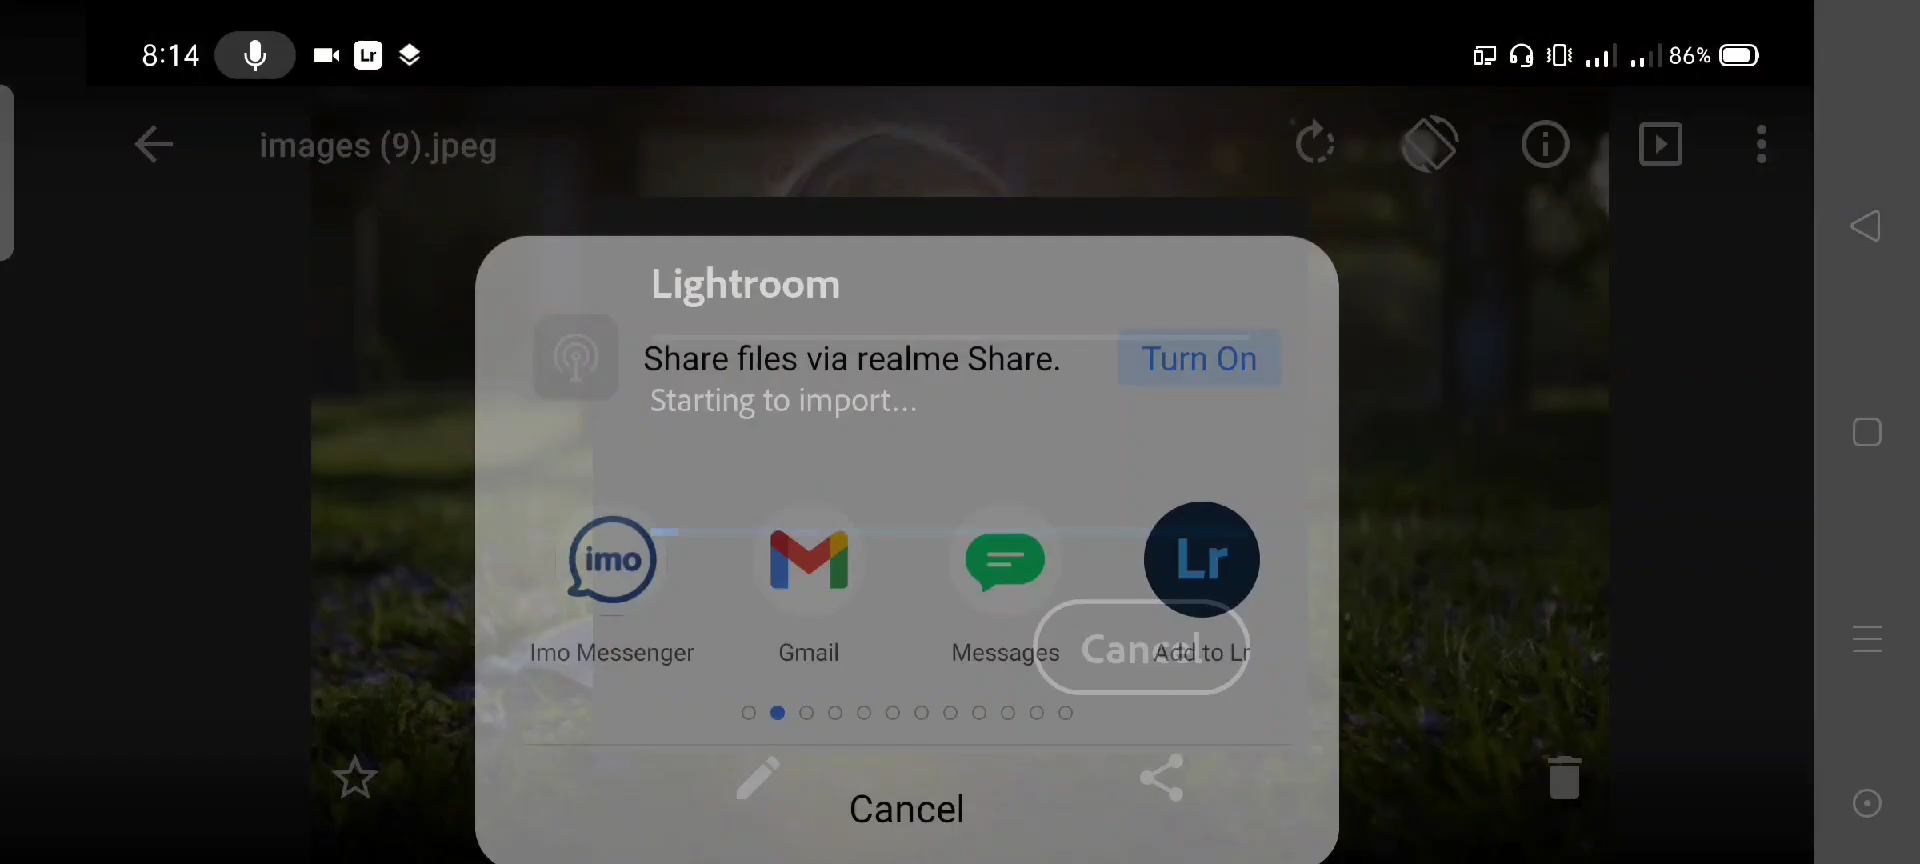 8:14
Lr
86%
images (9).jpeg
Lightroom
Share files via realme Share.
Turn On
Starting to import...
imo
Lr
Imo Messenger
Gmail
Messages
Cancel
Add to Lr
Cancel